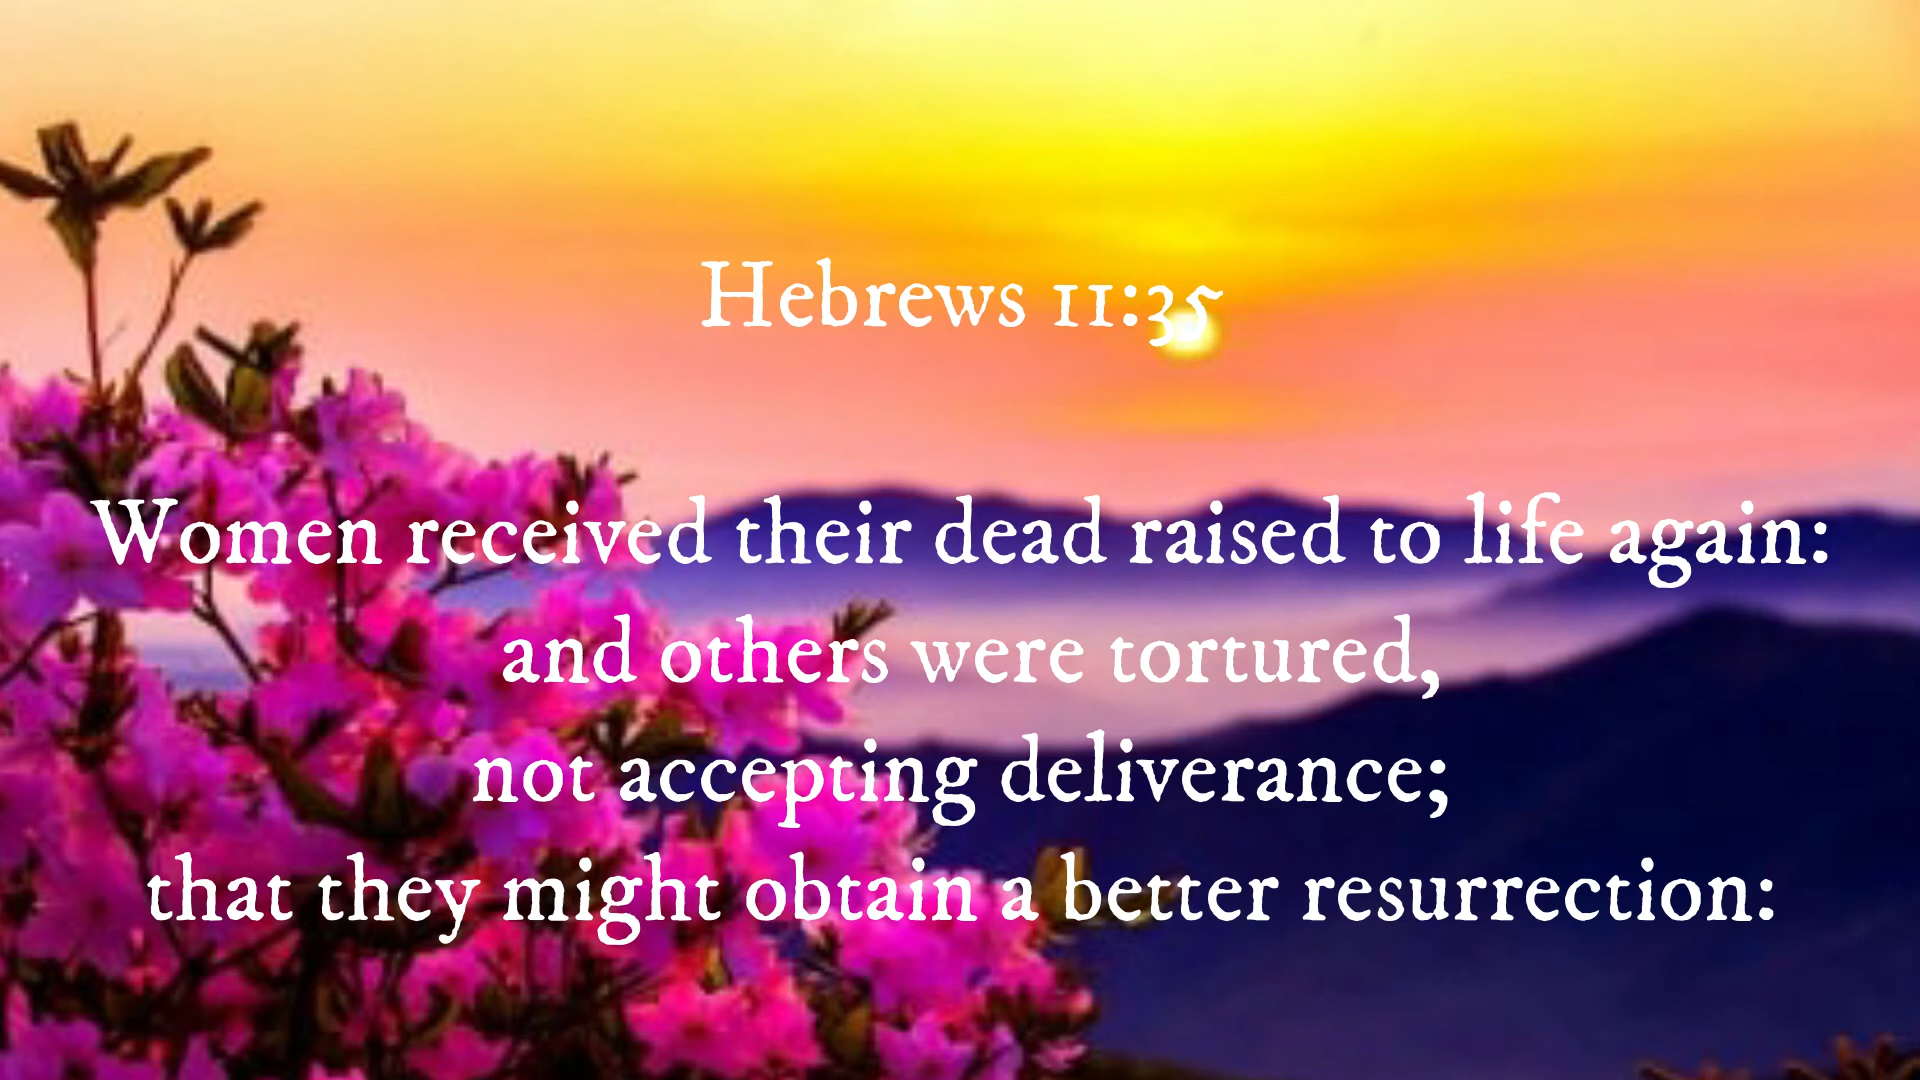 Hebrews 11:35
Women received their dead raised to life again:
and others were tortured,
not accepting deliverance;
that they might obtain a better resurrection: